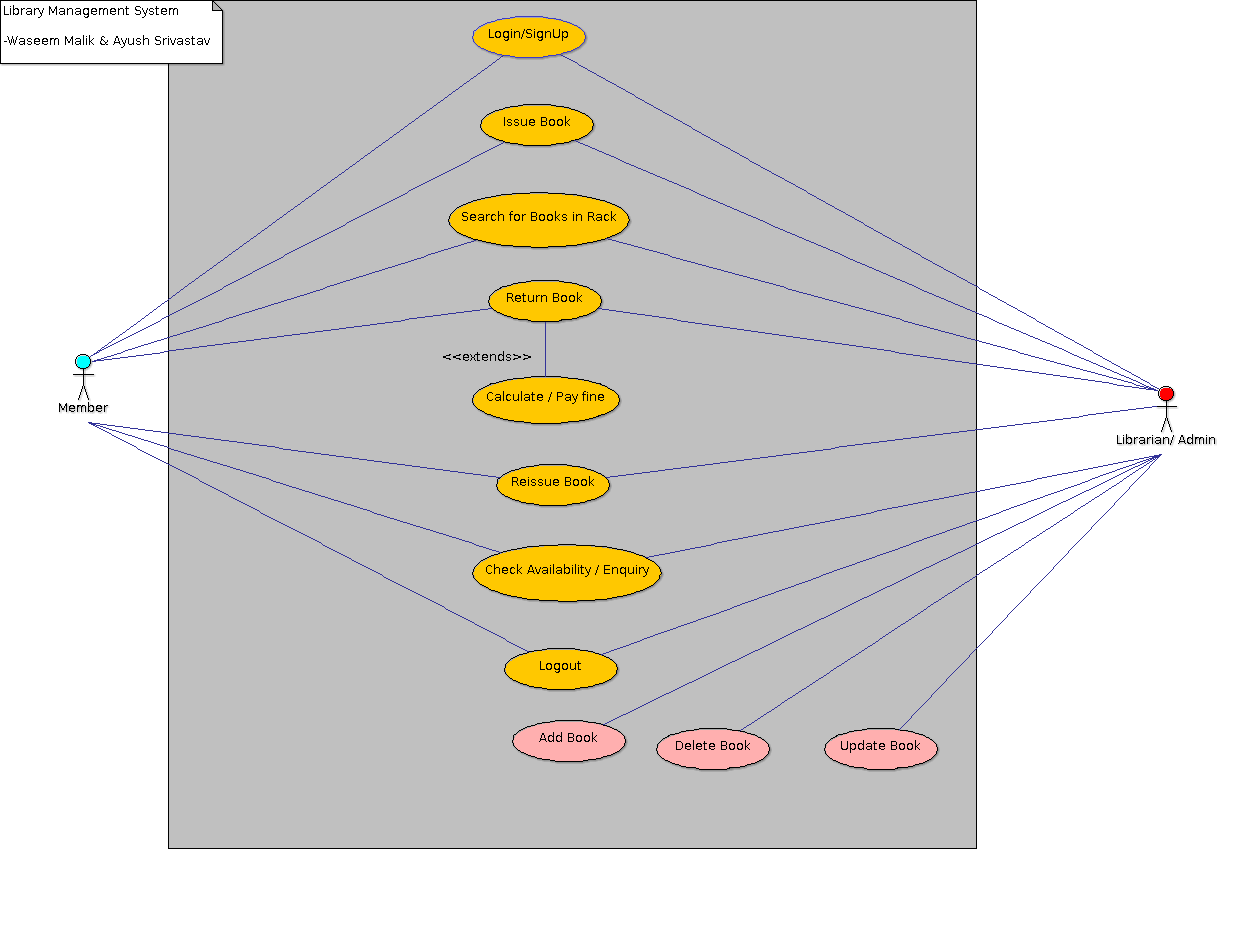 Library Management System
-Waseem Malik & Ayush Srivastav
Login/SignUp
Issue Book
Search for Books in Rack
Return Book
<<extends>>
Calculate / Pay fine
Member
Librarian/ Admin
Reissue Book
Check Availability / Enquiry
Logout
Add Book
Delete Book
Update Book